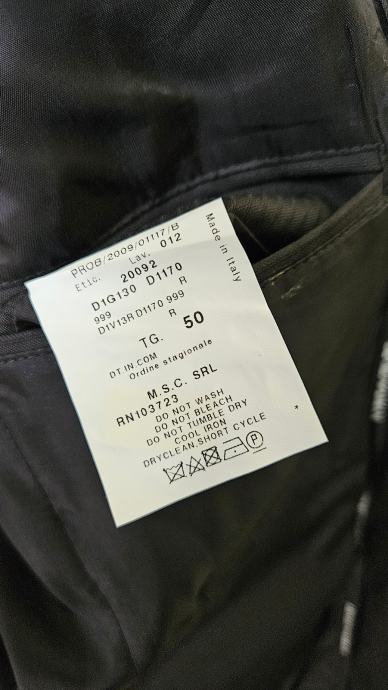 PROB/2009/01117/B
Etic. Lav. 012
20092
D1G130 D1170
999 R
D1V13R D1170 999
R
TG. 50
DT.IN.COM
Ordine stagionale
M.S.C. SRL
RN103723
DO NOT WASH
DO NOT BLEACH
DO NOT TUMBLE DRY
COOL IRON
DRYCLEAN.SHORT CYCLE
P
Made in Italy